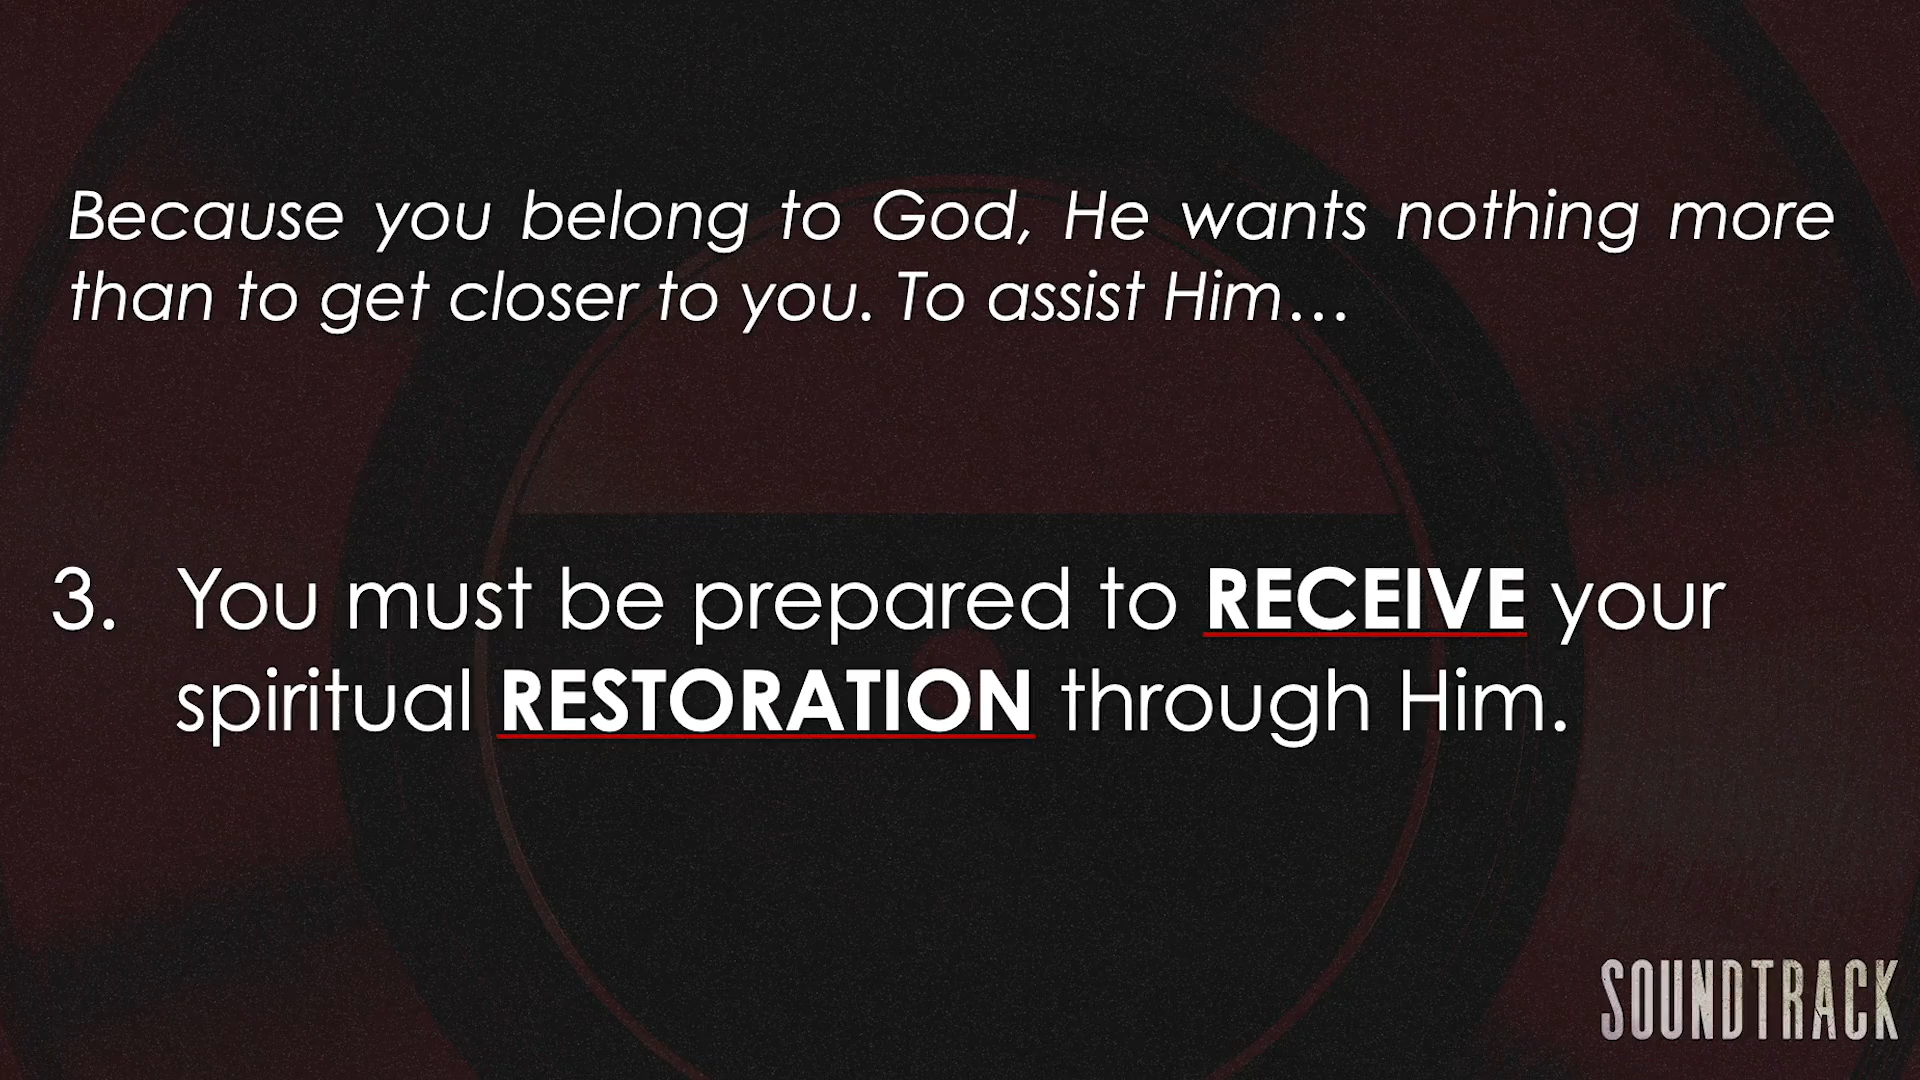 Because you belong to God, He wants nothing more
than to get closer to you. To assist Him…
3. You must be prepared to RECEIVE your
spiritual RESTORATION through Him.
SOUNDTRACK